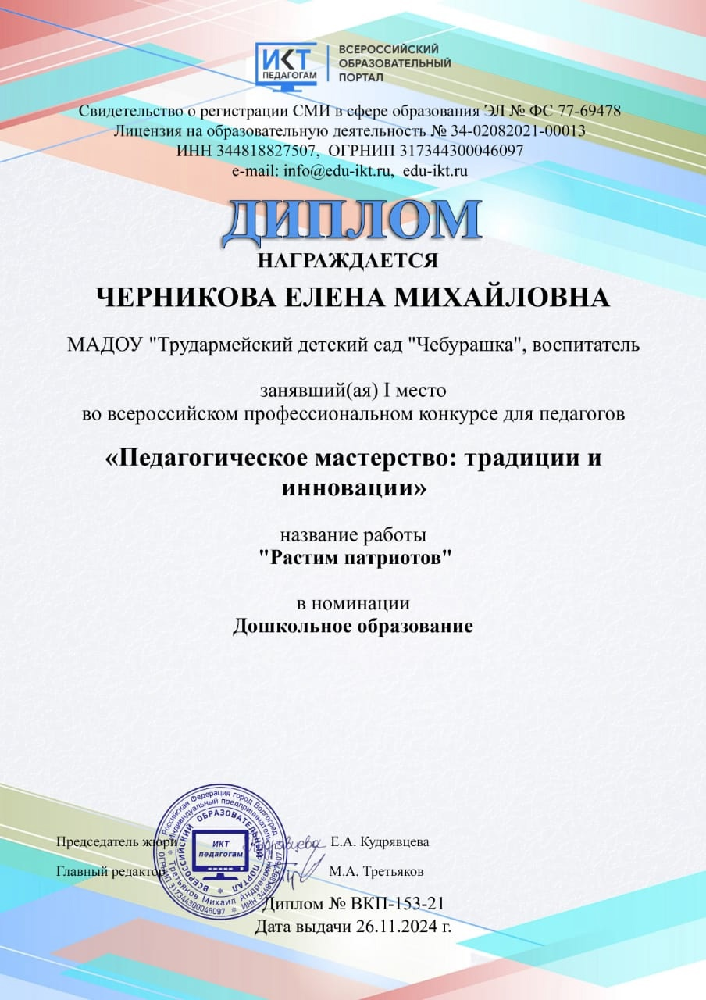 ИКТ
ПЕДАГОГАМ
ВСЕРОССИЙСКИЙ
ОБРАЗОВАТЕЛЬНЫЙ
ПОРТАЛ
Свидетельство о регистрации СМИ в сфере образования ЭЛ № ФС 77-69478
Лицензия на образовательную деятельность № 34-02082021-00013
ИНН 344818827507, ОГРНИП 317344300046097
e-mail: info@edu-ikt.ru, edu-ikt.ru
ДИПЛОМ
НАГРАЖДАЕТСЯ
ЧЕРНИКОВА ЕЛЕНА МИХАЙЛОВНА
МАДОУ "Трудармейский детский сад "Чебурашка", воспитатель
занявший(ая) I место
во всероссийском профессиональном конкурсе для педагогов
«Педагогическое мастерство: традиции и
инновации»
название работы
"Растим патриотов"
в номинации
Дошкольное образование
Российская Федерация город Волгоград
Индивидуальный предприниматель
Третьяков Михаил Андреевич
ОГРНИП 317344300046097 * ИНН 344818827507
ВСЕРОССИЙСКИЙ ОБРАЗОВАТЕЛЬНЫЙ ПОРТАЛ *
ИКТ
педагогам
Председатель жюри Е.А. Кудрявцева
Главный редактор М.А. Третьяков
Диплом № ВКП-153-21
Дата выдачи 26.11.2024 г.